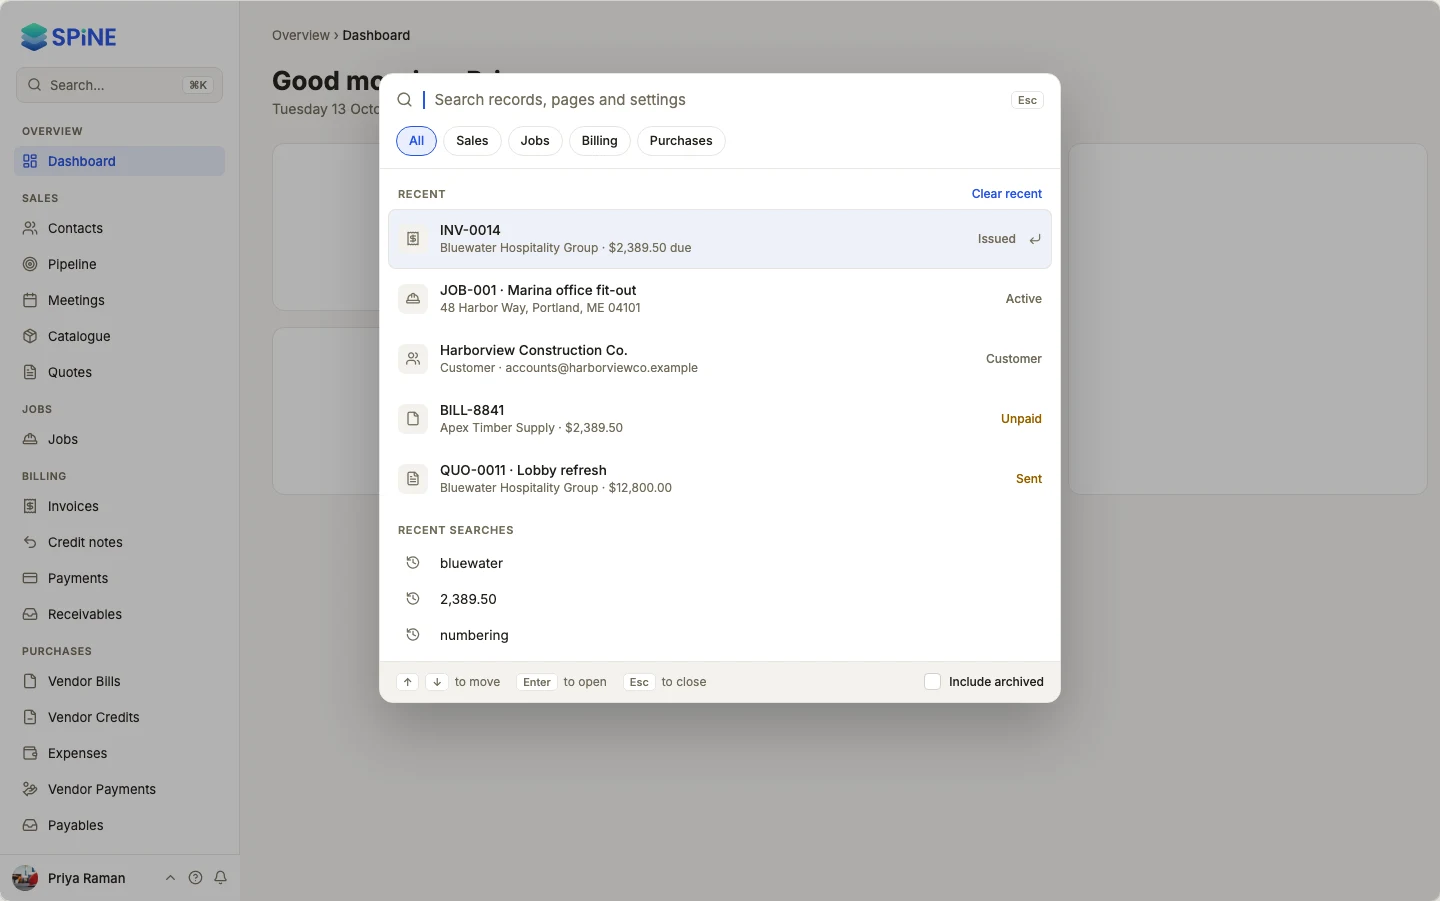 SPiNE
Search...
⌘K
OVERVIEW
Dashboard
SALES
Contacts
Pipeline
Meetings
Catalogue
Quotes
JOBS
Jobs
BILLING
Invoices
Credit notes
Payments
Receivables
PURCHASES
Vendor Bills
Vendor Credits
Expenses
Vendor Payments
Payables
Priya Raman
Overview › Dashboard
Good
Tuesday 13
Search records, pages and settings
Esc
All
Sales
Jobs
Billing
Purchases
RECENT
Clear recent
INV-0014
Bluewater Hospitality Group · $2,389.50 due
Issued
JOB-001 · Marina office fit-out
48 Harbor Way, Portland, ME 04101
Active
Harborview Construction Co.
Customer · accounts@harborviewco.example
Customer
BILL-8841
Apex Timber Supply · $2,389.50
Unpaid
QUO-0011 · Lobby refresh
Bluewater Hospitality Group · $12,800.00
Sent
RECENT SEARCHES
bluewater
2,389.50
numbering
↑ ↓ to move Enter to open Esc to close
Include archived